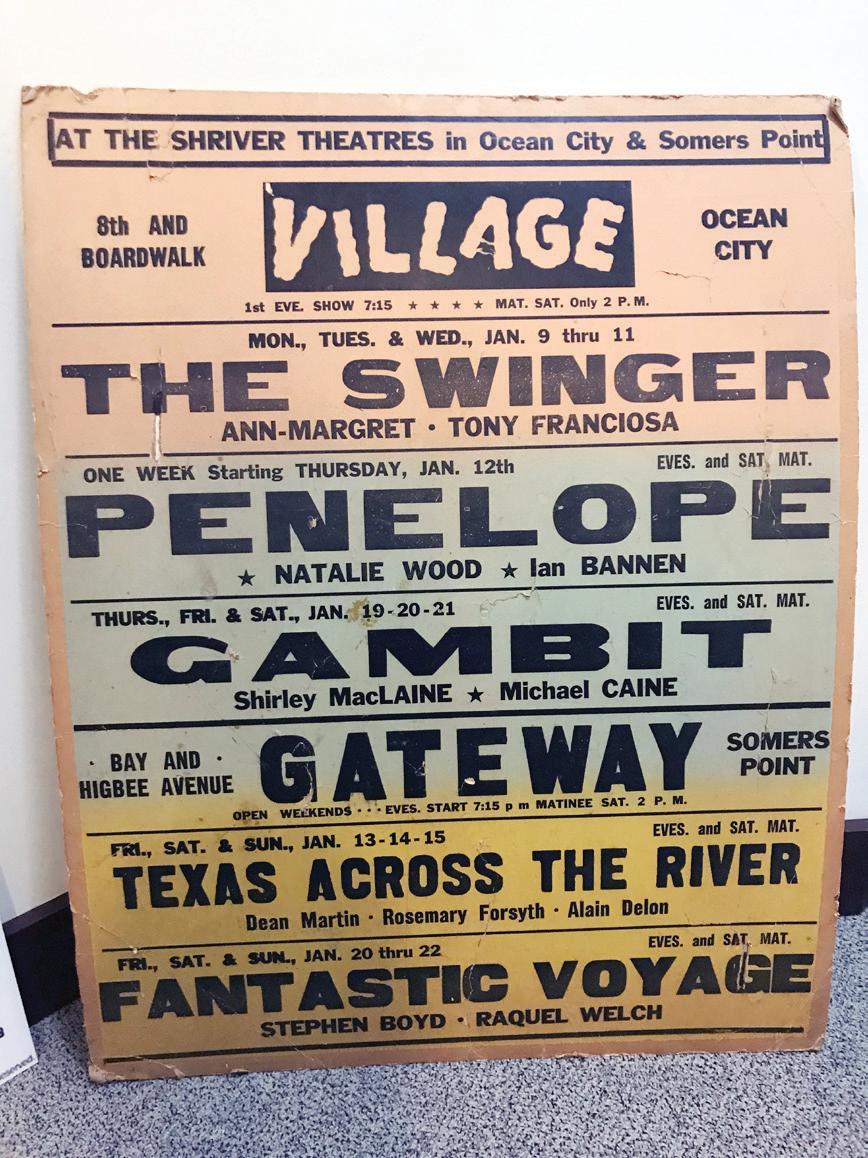 AT THE SHRIVER THEATRES in Ocean City & Somers Point
8th AND
BOARDWALK
VILLAGE
OCEAN
CITY
1st EVE. SHOW 7:15 ★ ★ ★ ★ MAT. SAT. Only 2 P. M.
MON., TUES. & WED., JAN. 9 thru 11
THE SWINGER
ANN-MARGRET · TONY FRANCIOSA
ONE WEEK Starting THURSDAY, JAN. 12th
EVES. and SAT. MAT.
PENELOPE
★ NATALIE WOOD ★ Ian BANNEN
THURS., FRI. & SAT., JAN. 19-20-21
EVES. and SAT. MAT.
GAMBIT
Shirley MacLAINE ★ Michael CAINE
· BAY AND ·
HIGBEE AVENUE
GATEWAY
SOMERS
POINT
OPEN WEEKENDS · · · EVES. START 7:15 p m MATINEE SAT. 2 P. M.
FRI., SAT. & SUN., JAN. 13-14-15
EVES. and SAT. MAT.
TEXAS ACROSS THE RIVER
Dean Martin · Rosemary Forsyth · Alain Delon
FRI., SAT. & SUN., JAN. 20 thru 22
EVES. and SAT. MAT.
FANTASTIC VOYAGE
STEPHEN BOYD · RAQUEL WELCH